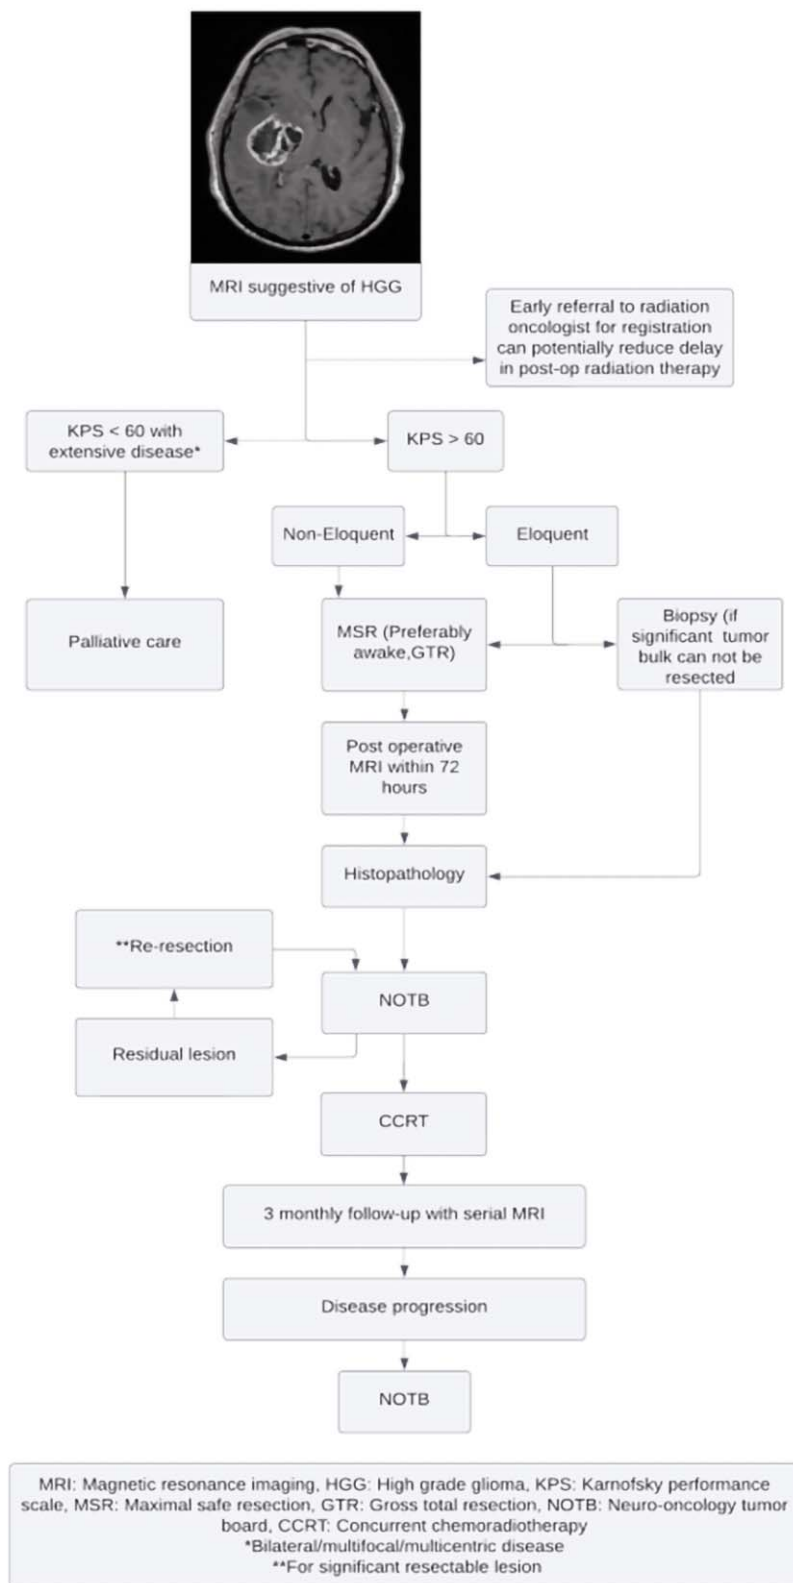 MRI suggestive of HGG
Early referral to radiation
oncologist for registration
can potentially reduce delay
in post-op radiation therapy
KPS < 60 with
extensive disease*
KPS > 60
Non-Eloquent
Eloquent
Palliative care
MSR (Preferably
awake,GTR)
Biopsy (if
significant tumor
bulk can not be
resected
Post operative
MRI within 72
hours
Histopathology
**Re-resection
NOTB
Residual lesion
CCRT
3 monthly follow-up with serial MRI
Disease progression
NOTB
MRI: Magnetic resonance imaging, HGG: High grade glioma, KPS: Karnofsky performance
scale, MSR: Maximal safe resection, GTR: Gross total resection, NOTB: Neuro-oncology tumor
board, CCRT: Concurrent chemoradiotherapy
*Bilateral/multifocal/multicentric disease
**For significant resectable lesion